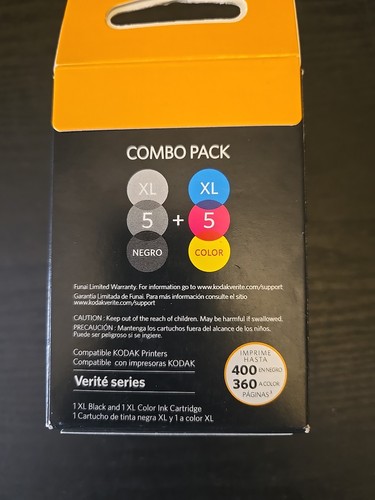 COMBO PACK
XL XL
5 + 5
NEGRO COLOR
Funai Limited Warranty. For information go to www.kodakverite.com/support
Garantía Limitada de Funai. Para más información consulte el sitio
www.kodakverite.com/support
CAUTION : Keep out of the reach of children. May be harmful if swallowed.
PRECAUCIÓN : Mantenga los cartuchos fuera del alcance de los niños.
Puede ser peligroso si se ingiere.
Compatible KODAK Printers
Compatible con impresoras KODAK
Verité series
IMPRIME
HASTA
400 EN NEGRO
360 A COLOR
PÁGINAS
1 XL Black and 1 XL Color Ink Cartridge
1 Cartucho de tinta negra XL y 1 a color XL